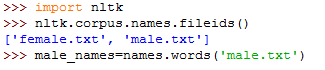 >>> import nltk
>>> nltk.corpus.names.fileids()
['female.txt', 'male.txt']
>>> male_names=names.words('male.txt')